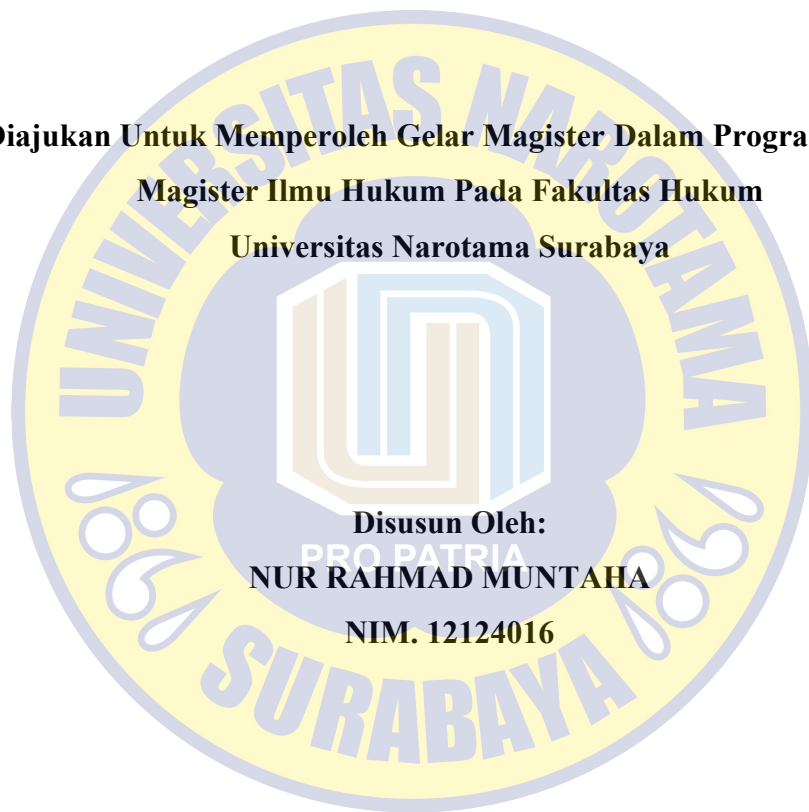 Diajukan Untuk Memperoleh Gelar Magister Dalam Progra
Magister Ilmu Hukum Pada Fakultas Hukum
Universitas Narotama Surabaya
UNIVERSITAS NAROTAMA
Disusun Oleh:
PRO PATRIA
NUR RAHMAD MUNTAHA
NIM. 12124016
SURABAYA